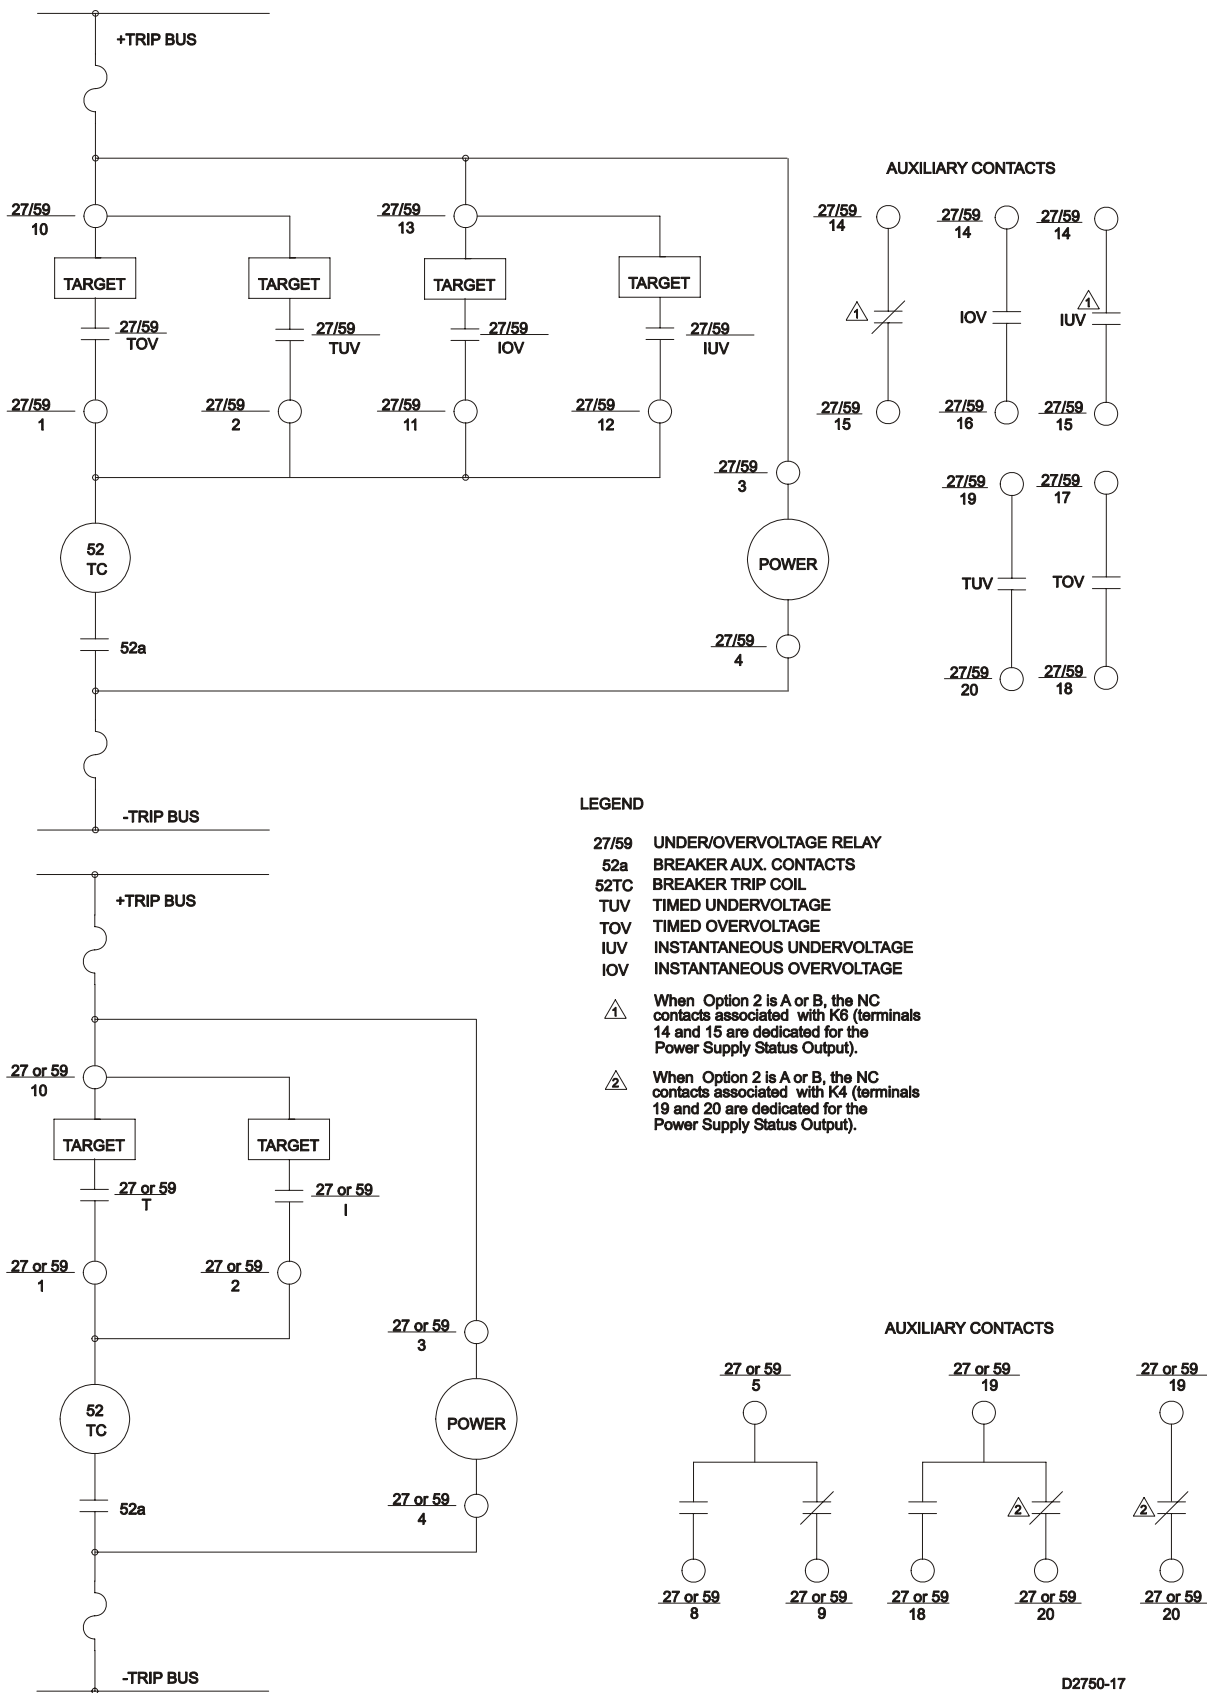 +TRIP BUS
AUXILIARY CONTACTS
27/59
10
27/59
13
27/59
14
27/59
14
27/59
14
TARGET
TARGET
TARGET
TARGET
27/59
TOV
27/59
TUV
27/59
IOV
27/59
IUV
1
IOV
1
IUV
27/59
1
27/59
2
27/59
11
27/59
12
27/59
15
27/59
16
27/59
15
27/59
3
27/59
19
27/59
17
52
TC
POWER
TUV
TOV
52a
27/59
4
27/59
20
27/59
18
-TRIP BUS
LEGEND
27/59 UNDER/OVERVOLTAGE RELAY
52a BREAKER AUX. CONTACTS
52TC BREAKER TRIP COIL
TUV TIMED UNDERVOLTAGE
TOV TIMED OVERVOLTAGE
IUV INSTANTANEOUS UNDERVOLTAGE
IOV INSTANTANEOUS OVERVOLTAGE
1 When Option 2 is A or B, the NC
contacts associated with K6 (terminals
14 and 15 are dedicated for the
Power Supply Status Output).
2 When Option 2 is A or B, the NC
contacts associated with K4 (terminals
19 and 20 are dedicated for the
Power Supply Status Output).
+TRIP BUS
27 or 59
10
TARGET
TARGET
27 or 59
T
27 or 59
I
27 or 59
1
27 or 59
2
27 or 59
3
52
TC
POWER
52a
27 or 59
4
-TRIP BUS
AUXILIARY CONTACTS
27 or 59
5
27 or 59
19
27 or 59
19
2
2
27 or 59
8
27 or 59
9
27 or 59
18
27 or 59
20
27 or 59
20
D2750-17